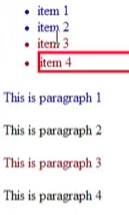 item 1
item 2
item 3
item 4
This is paragraph 1
This is paragraph 2
This is paragraph 3
This is paragraph 4